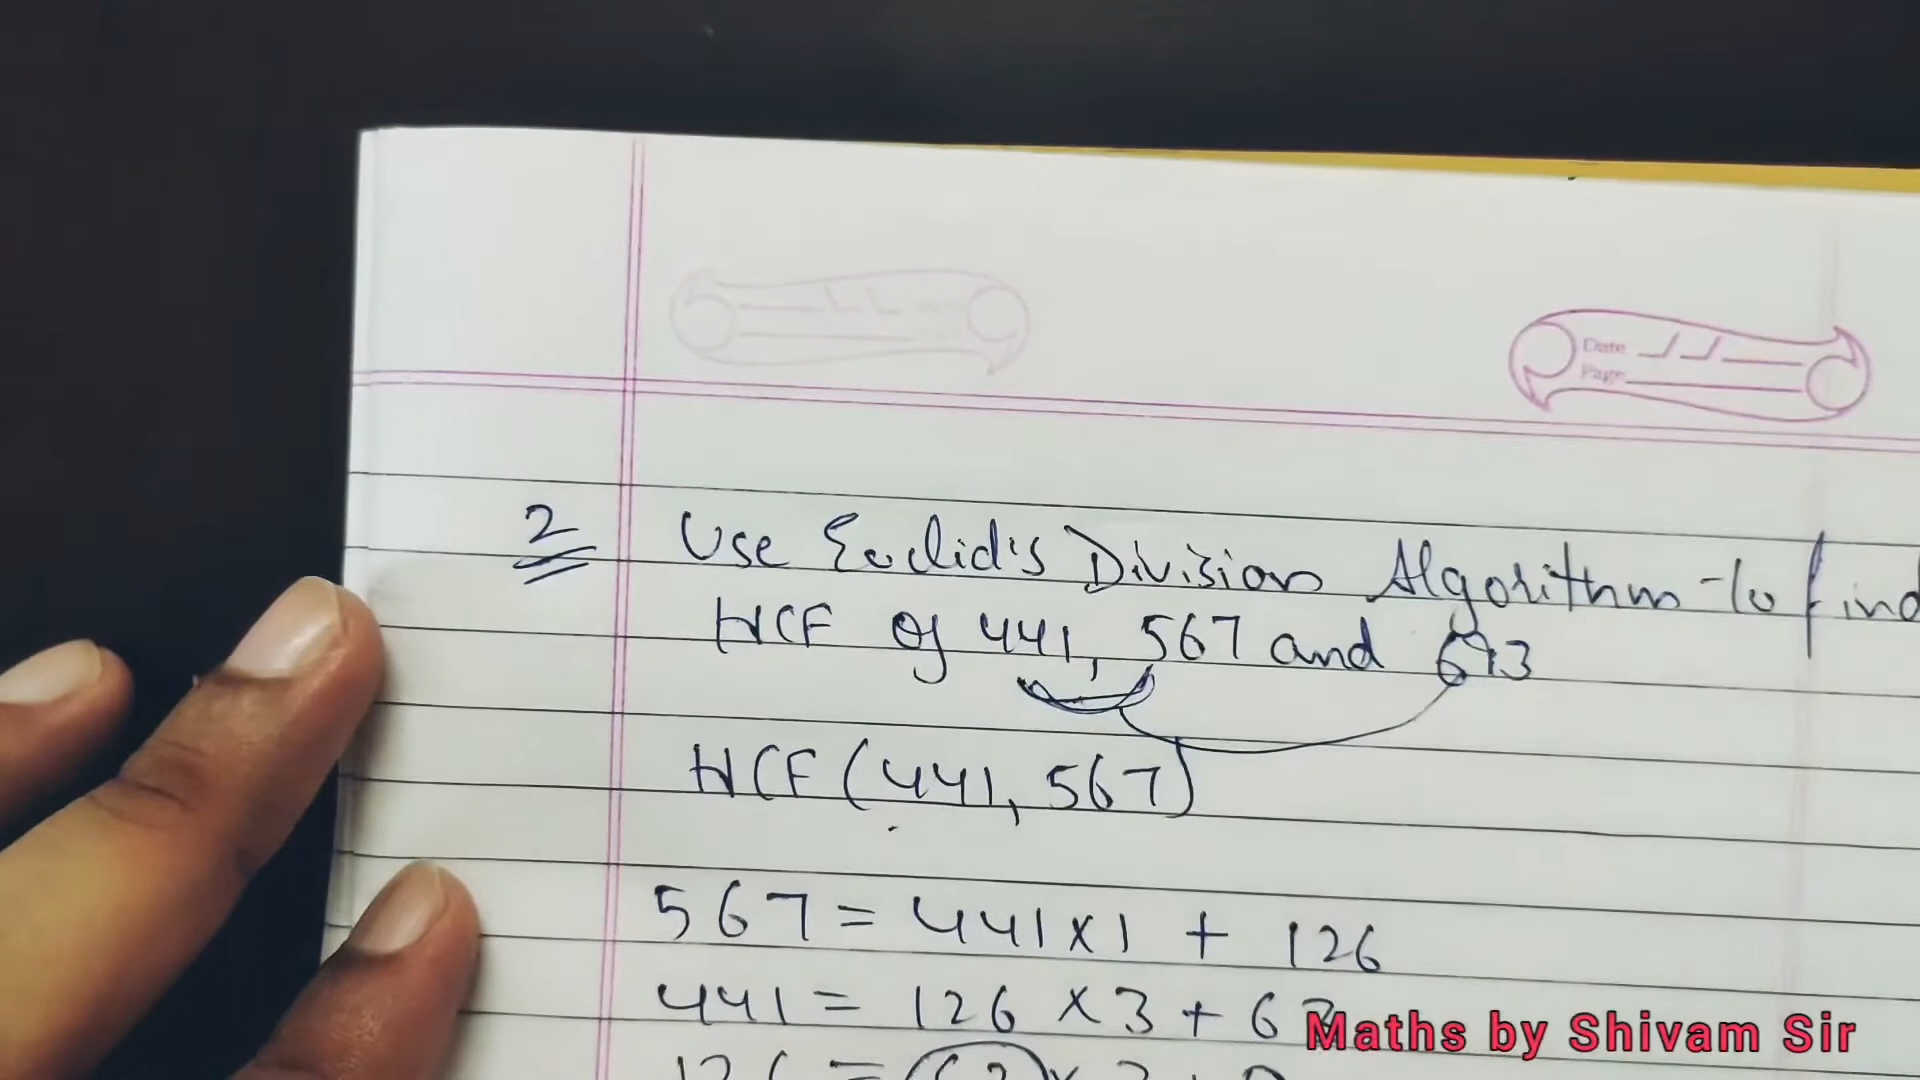 Date
Page
2 Use Euclid's Division Algorithm to find
HCF of 441, 567 and 693
HCF (441, 567)
567 = 441 x 1 + 126
441 = 126 x 3 + 63
Maths by Shivam Sir